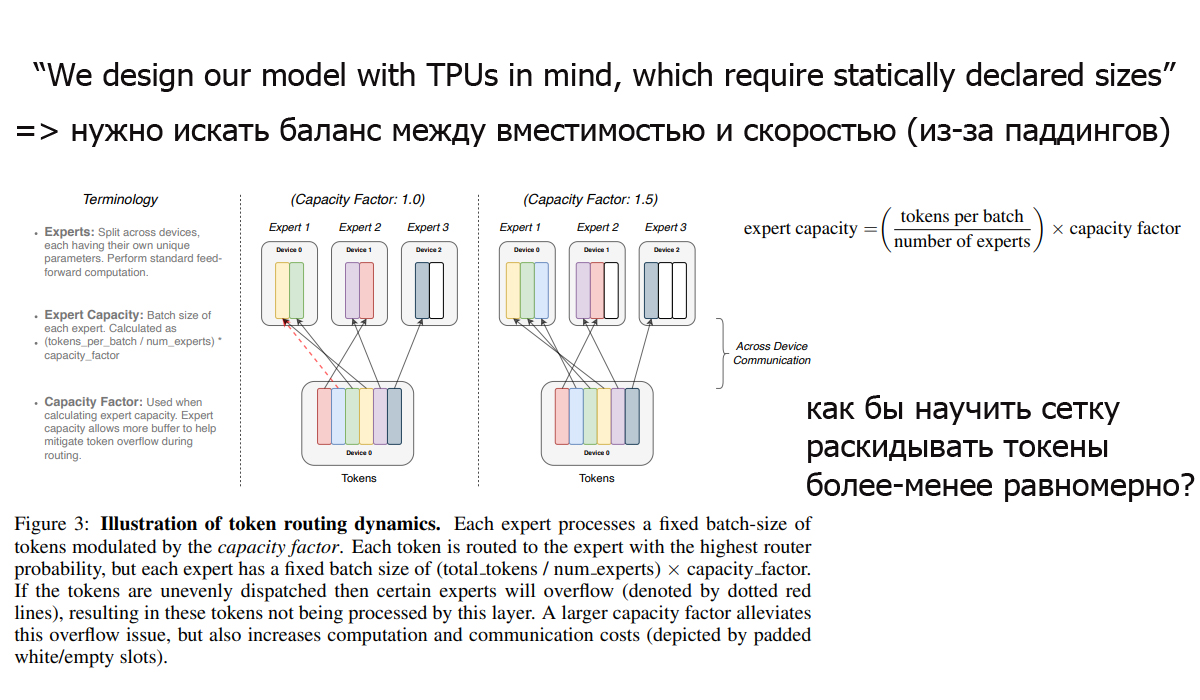 “We design our model with TPUs in mind, which require statically declared sizes”
=> нужно искать баланс между вместимостью и скоростью (из-за паддингов)
Terminology
• Experts: Split across devices,
each having their own unique
parameters. Perform standard feed-
forward computation.
• Expert Capacity: Batch size of
each expert. Calculated as
• (tokens_per_batch / num_experts) *
capacity_factor
• Capacity Factor: Used when
calculating expert capacity. Expert
capacity allows more buffer to help
mitigate token overflow during
routing.
(Capacity Factor: 1.0)
Expert 1 Expert 2 Expert 3
Device 0 Device 1 Device 2
Device 0
Tokens
(Capacity Factor: 1.5)
Expert 1 Expert 2 Expert 3
Device 0 Device 1 Device 2
Device 0
Tokens
Across Device
Communication
expert capacity = (tokens per batch / number of experts) × capacity factor
как бы научить сетку
раскидывать токены
более-менее равномерно?
Figure 3: Illustration of token routing dynamics. Each expert processes a fixed batch-size of
tokens modulated by the capacity factor. Each token is routed to the expert with the highest router
probability, but each expert has a fixed batch size of (total_tokens / num_experts) × capacity_factor.
If the tokens are unevenly dispatched then certain experts will overflow (denoted by dotted red
lines), resulting in these tokens not being processed by this layer. A larger capacity factor alleviates
this overflow issue, but also increases computation and communication costs (depicted by padded
white/empty slots).